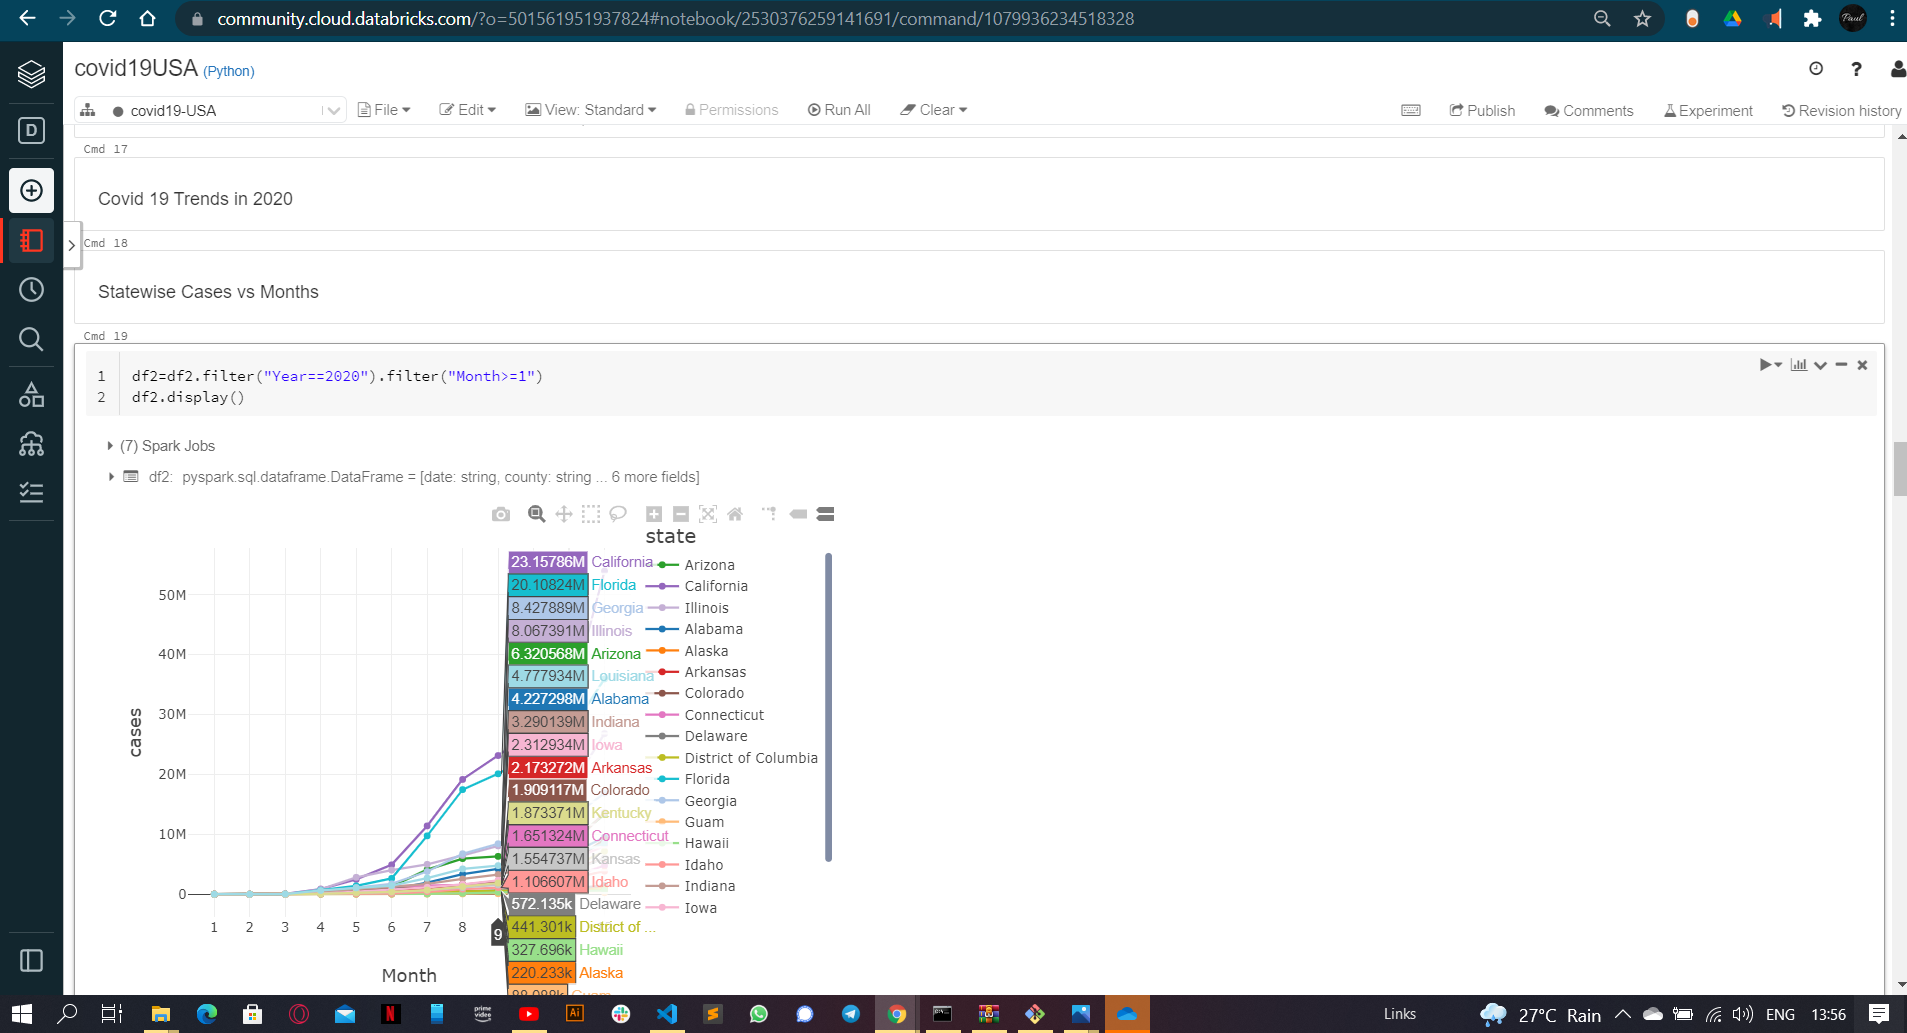 community.cloud.databricks.com/?o=501561951937824#notebook/2530376259141691/command/1079936234518328
Paul
covid19USA (Python)
covid19-USA
File
Edit
View: Standard
Permissions
Run All
Clear
Publish
Comments
Experiment
Revision history
D
Cmd 17
Covid 19 Trends in 2020
Cmd 18
Statewise Cases vs Months
Cmd 19
1 df2=df2.filter("Year==2020").filter("Month>=1")
2 df2.display()
(7) Spark Jobs
df2: pyspark.sql.dataframe.DataFrame = [date: string, county: string ... 6 more fields]
state
Arizona
California
Illinois
Alabama
Alaska
Arkansas
Colorado
Connecticut
Delaware
District of Columbia
Florida
Georgia
Guam
Hawaii
Idaho
Indiana
Iowa
23.15786M California
20.10824M Florida
8.427889M Georgia
8.067391M Illinois
6.320568M Arizona
4.777934M Louisiana
4.227298M Alabama
3.290139M Indiana
2.312934M Iowa
2.173272M Arkansas
1.909117M Colorado
1.873371M Kentucky
1.651324M Connecticut
1.554737M Kansas
1.106607M Idaho
572.135k Delaware
441.301k District of ...
327.696k Hawaii
220.233k Alaska
88.088k Guam
cases
50M
40M
30M
20M
10M
0
1 2 3 4 5 6 7 8 9
Month
Links
27°C Rain
ENG
13:56